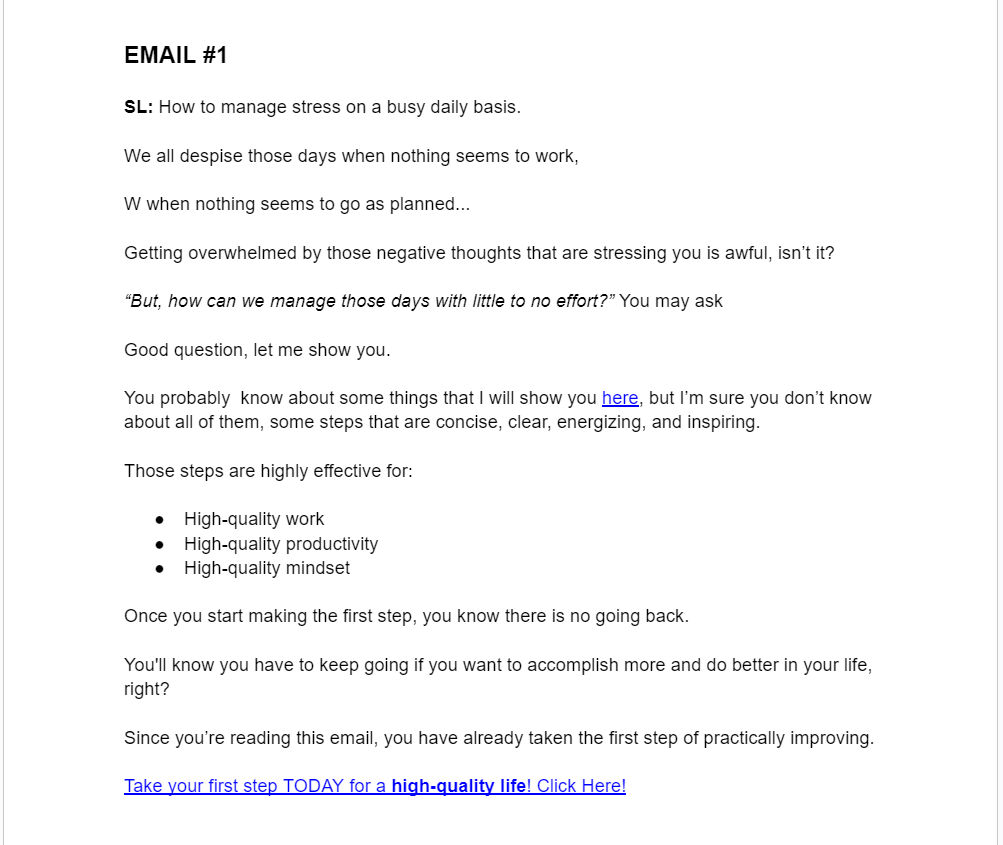 EMAIL #1
SL: How to manage stress on a busy daily basis.
We all despise those days when nothing seems to work,
W when nothing seems to go as planned...
Getting overwhelmed by those negative thoughts that are stressing you is awful, isn’t it?
“But, how can we manage those days with little to no effort?” You may ask
Good question, let me show you.
You probably  know about some things that I will show you here, but I’m sure you don’t know
about all of them, some steps that are concise, clear, energizing, and inspiring.
Those steps are highly effective for:
● High-quality work
● High-quality productivity
● High-quality mindset
Once you start making the first step, you know there is no going back.
You'll know you have to keep going if you want to accomplish more and do better in your life,
right?
Since you’re reading this email, you have already taken the first step of practically improving.
Take your first step TODAY for a high-quality life! Click Here!